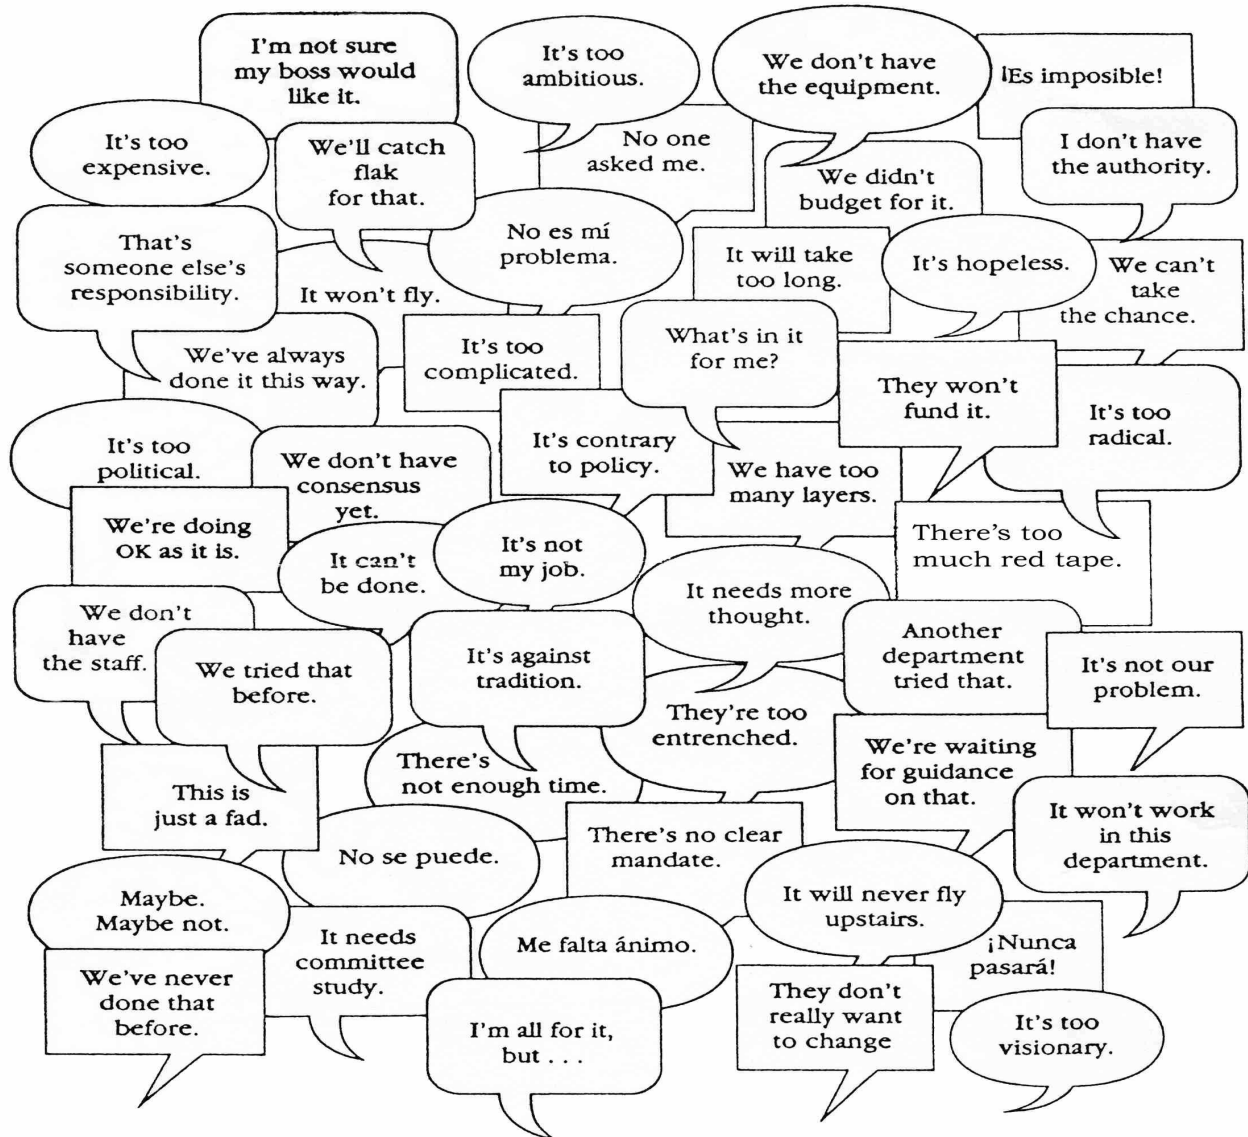 I'm not sure
my boss would
like it.
It's too
ambitious.
We don't have
the equipment.
¡Es imposible!
It's too
expensive.
We'll catch
flak
for that.
No one
asked me.
We didn't
budget for it.
I don't have
the authority.
That's
someone else's
responsibility.
It won't fly.
No es mí
problema.
It will take
too long.
It's hopeless.
We can't
take
the chance.
We've always
done it this way.
It's too
complicated.
What's in it
for me?
They won't
fund it.
It's too
radical.
It's too
political.
We don't have
consensus
yet.
It's contrary
to policy.
We have too
many layers.
We're doing
OK as it is.
It can't
be done.
It's not
my job.
It needs more
thought.
There's too
much red tape.
We don't
have
the staff.
We tried that
before.
It's against
tradition.
Another
department
tried that.
It's not our
problem.
They're too
entrenched.
There's
not enough time.
We're waiting
for guidance
on that.
This is
just a fad.
No se puede.
There's no clear
mandate.
It won't work
in this
department.
Maybe.
Maybe not.
It needs
committee
study.
Me falta ánimo.
It will never fly
upstairs.
¡Nunca
pasará!
We've never
done that
before.
I'm all for it,
but . . .
They don't
really want
to change
It's too
visionary.